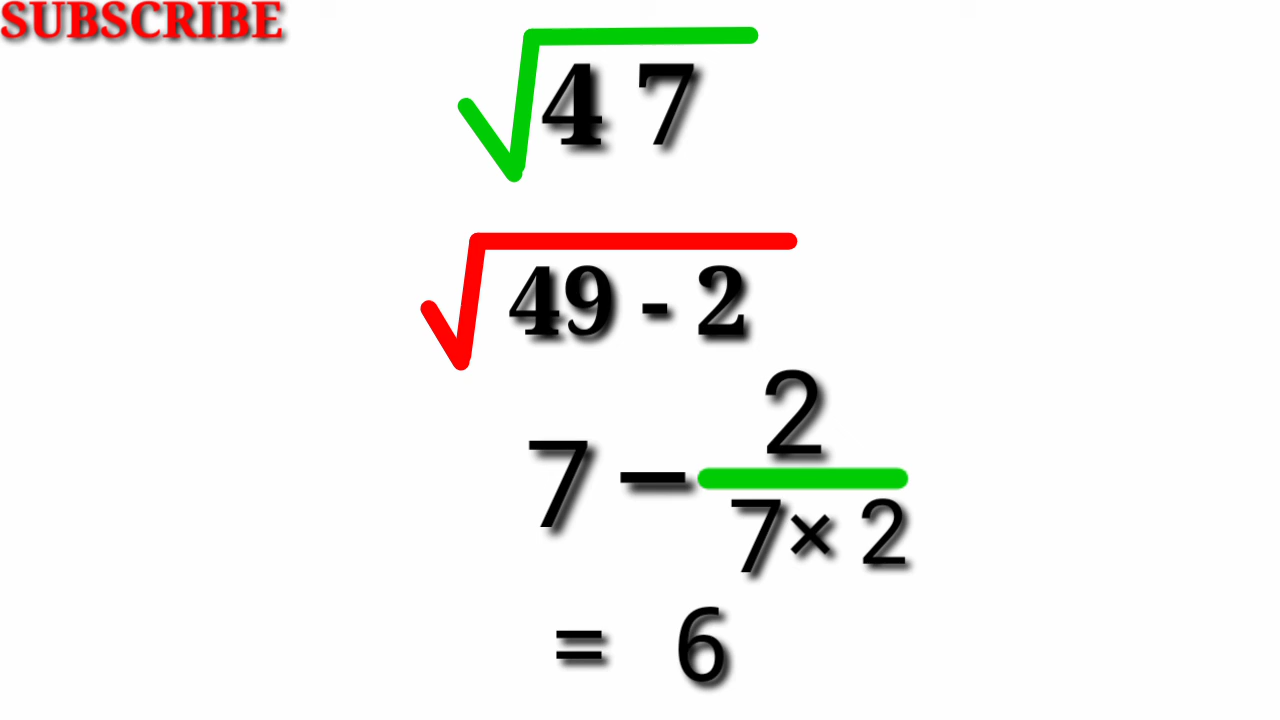 SUBSCRIBE
√47
√49 - 2
7 − 2
7 × 2
= 6